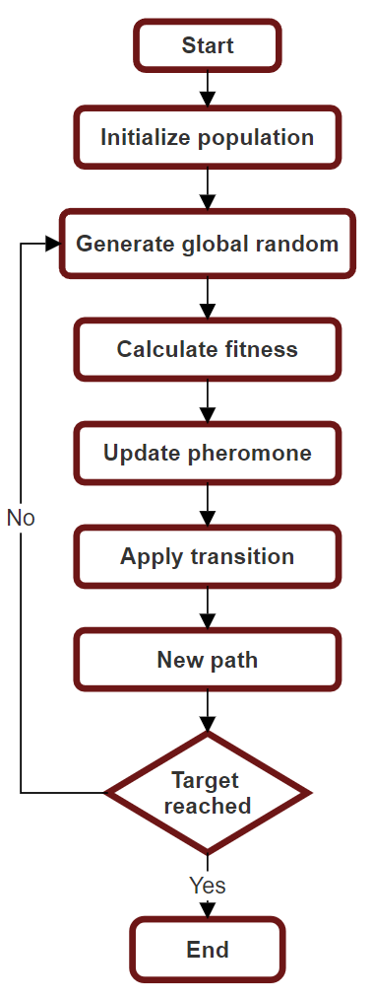 Start
Initialize population
Generate global random
Calculate fitness
Update pheromone
Apply transition
No
New path
Target
reached
Yes
End